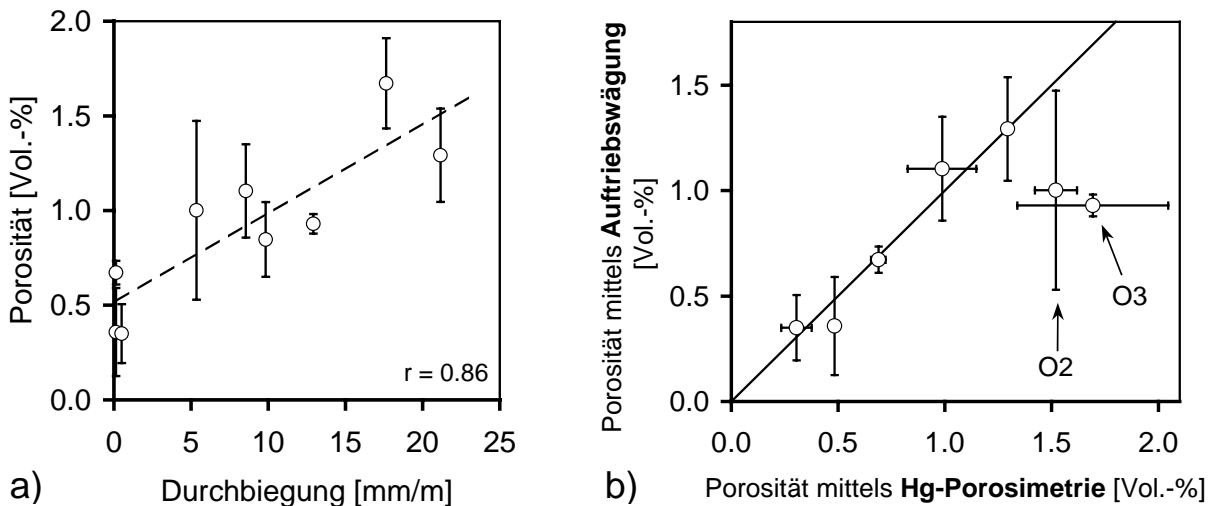 Porosität [Vol.-%]
2.0
1.5
1.0
0.5
0.0
r = 0.86
0 5 10 15 20 25
a) Durchbiegung [mm/m]
Porosität mittels Auftriebswägung
[Vol.-%]
1.5
1.0
0.5
0.0
O3
O2
0.0 0.5 1.0 1.5 2.0
b) Porosität mittels Hg-Porosimetrie [Vol.-%]